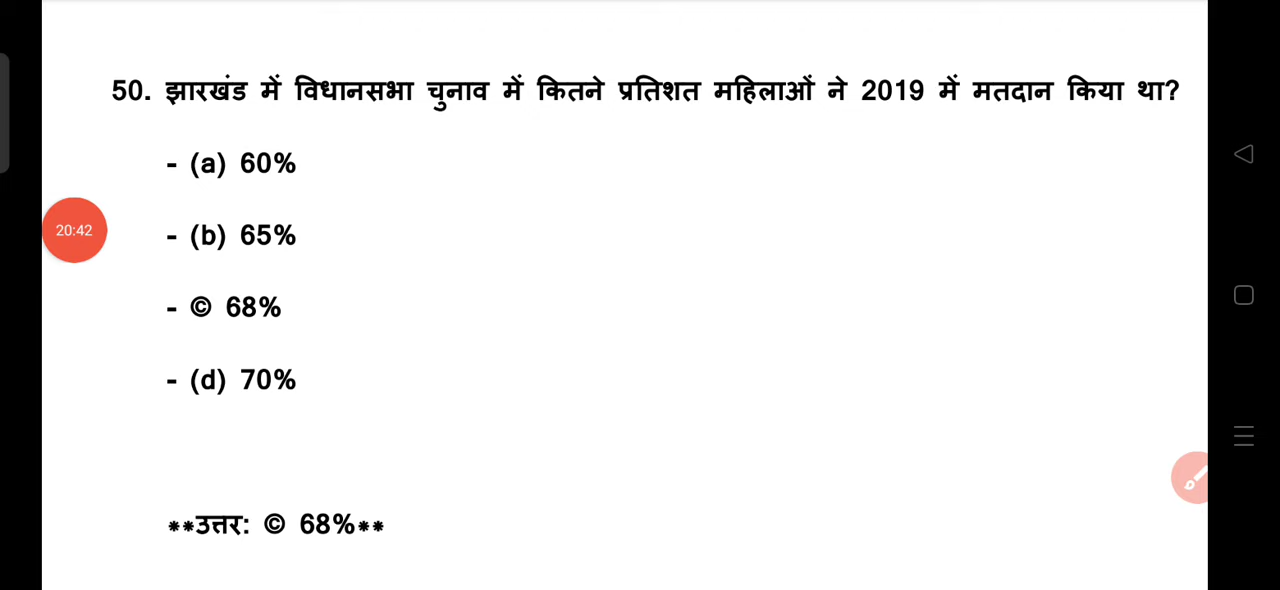 50. झारखंड में विधानसभा चुनाव में कितने प्रतिशत महिलाओं ने 2019 में मतदान किया था?
- (a) 60%
20:42
- (b) 65%
- © 68%
- (d) 70%
**उत्तर: © 68%**